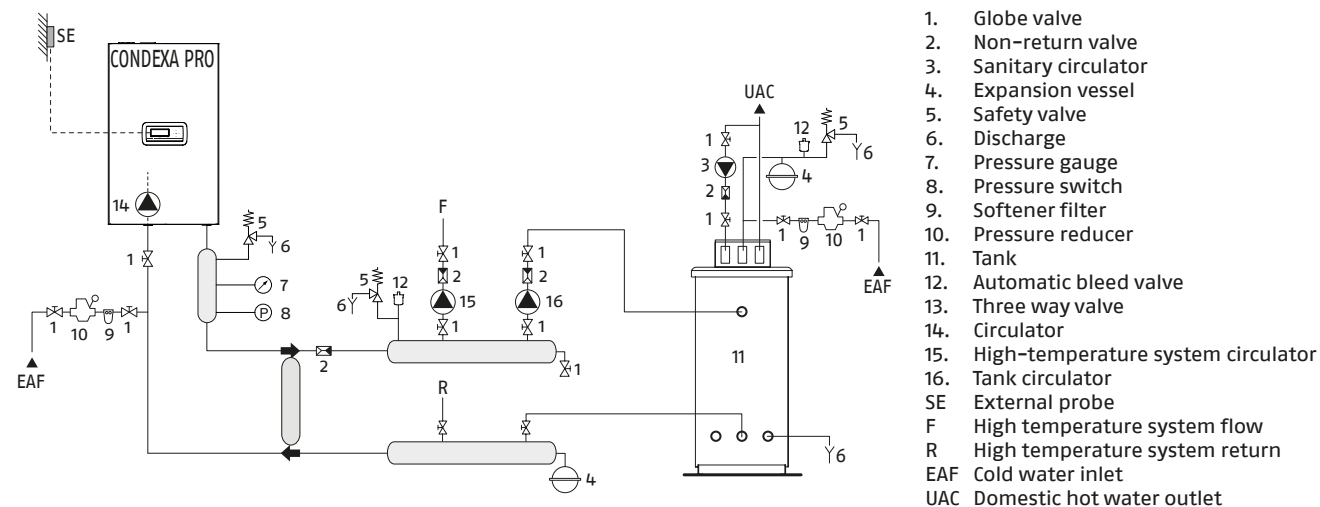 SE
CONDEXA PRO
14
1
5
6
7
P 8
1 10 9 1
EAF
2
5 12
6
F
1
2
15
1
1
2
16
1
1
R
4
11
6
UAC
1
3
2
1
12 5
6
4
1 9 10 1
EAF
1. Globe valve
2. Non-return valve
3. Sanitary circulator
4. Expansion vessel
5. Safety valve
6. Discharge
7. Pressure gauge
8. Pressure switch
9. Softener filter
10. Pressure reducer
11. Tank
12. Automatic bleed valve
13. Three way valve
14. Circulator
15. High-temperature system circulator
16. Tank circulator
SE External probe
F High temperature system flow
R High temperature system return
EAF Cold water inlet
UAC Domestic hot water outlet